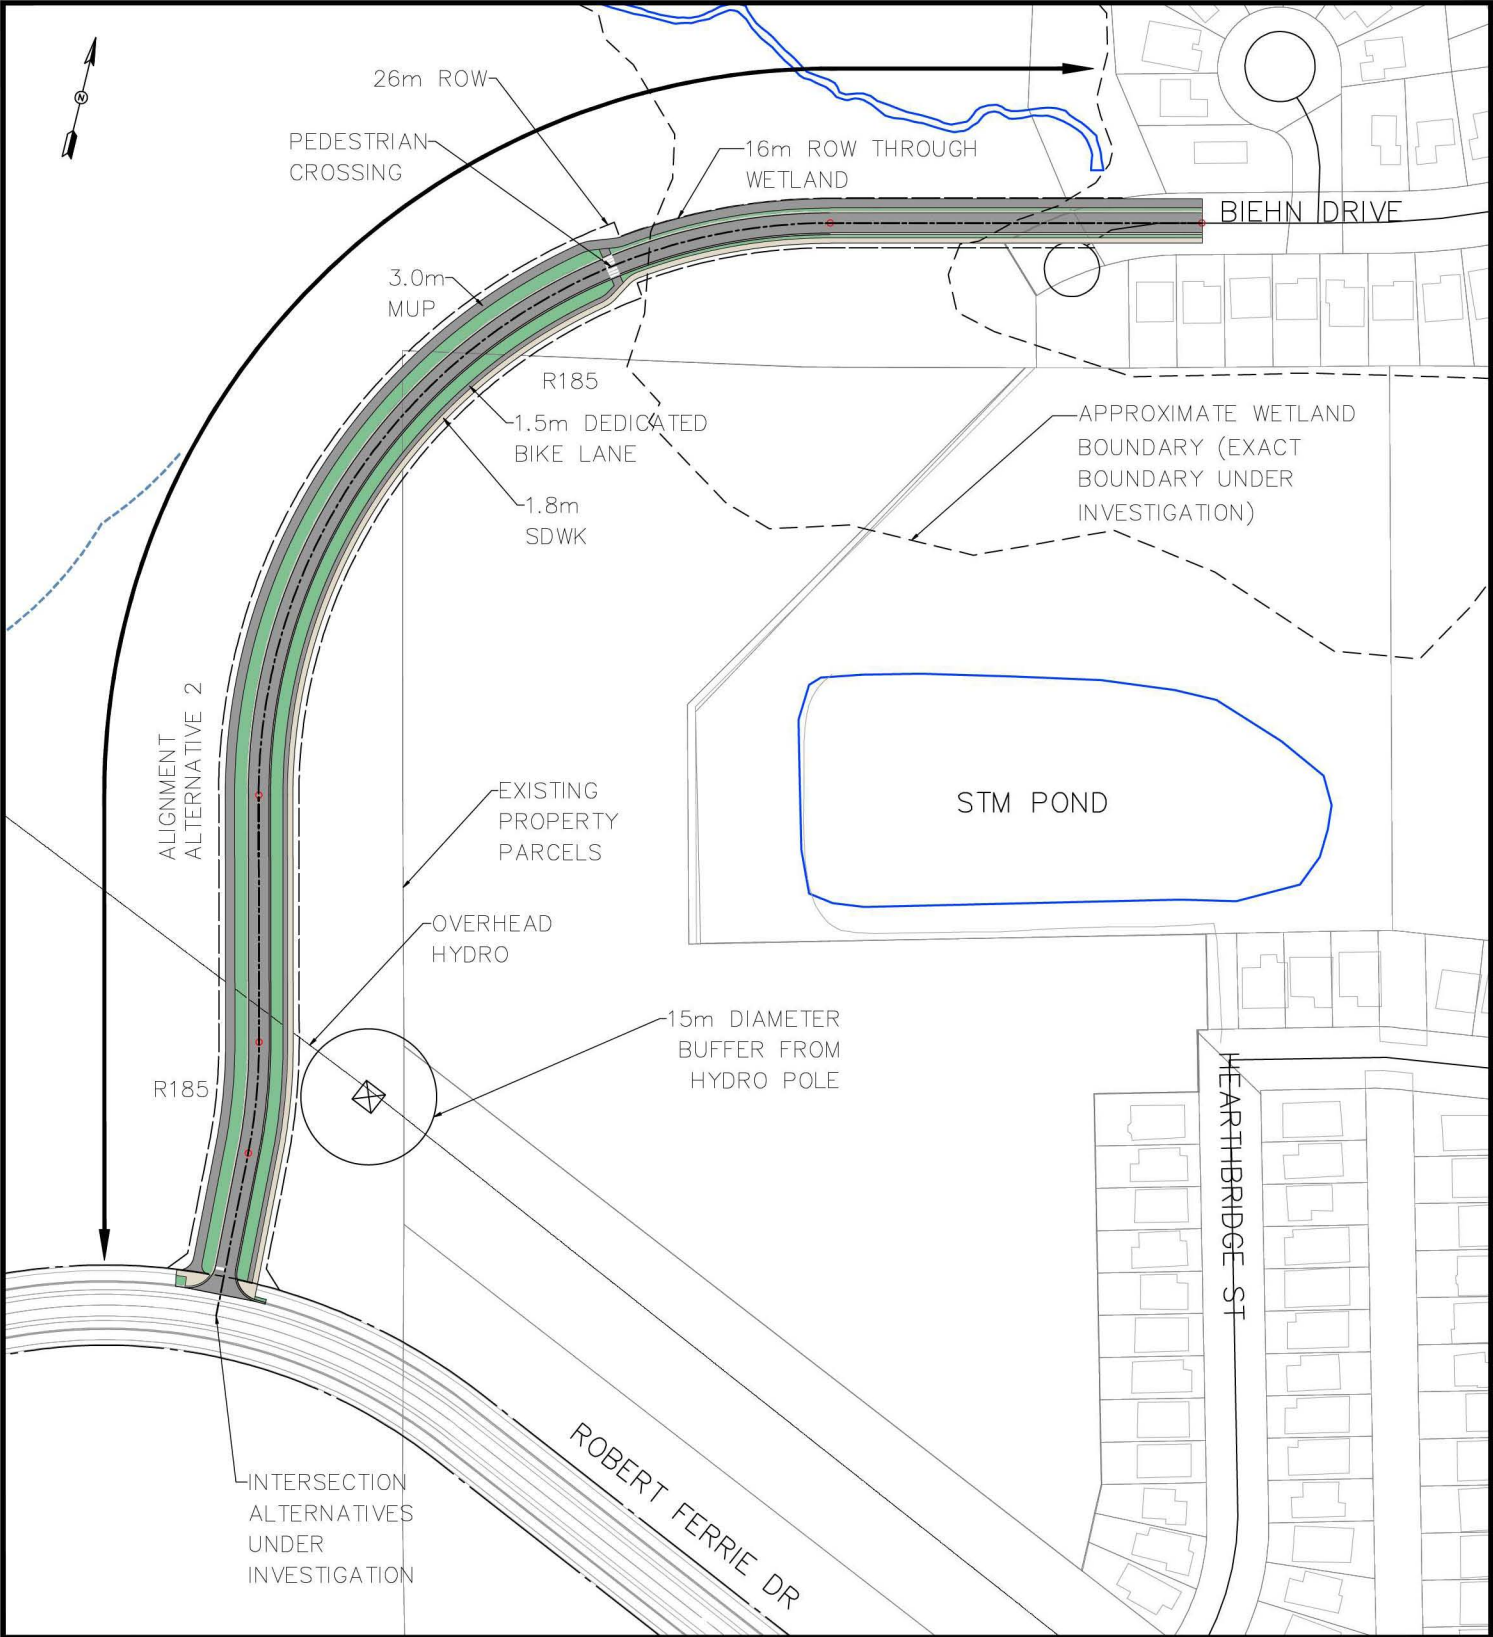 N
26m ROW
PEDESTRIAN
CROSSING
16m ROW THROUGH
WETLAND
BIEHN DRIVE
3.0m
MUP
R185
1.5m DEDICATED
BIKE LANE
1.8m
SDWK
APPROXIMATE WETLAND
BOUNDARY (EXACT
BOUNDARY UNDER
INVESTIGATION)
ALIGNMENT
ALTERNATIVE 2
EXISTING
PROPERTY
PARCELS
STM POND
OVERHEAD
HYDRO
15m DIAMETER
BUFFER FROM
HYDRO POLE
R185
HEARTHBRIDGE ST
ROBERT FERRIE DR
INTERSECTION
ALTERNATIVES
UNDER
INVESTIGATION